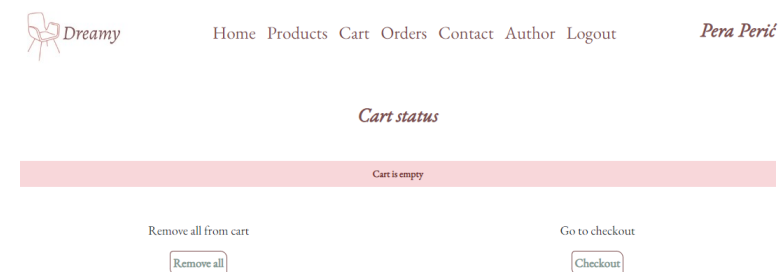 Dreamy Home Products Cart Orders Contact Author Logout Pera Perić
Cart status
Cart is empty
Remove all from cart Go to checkout
Remove all Checkout